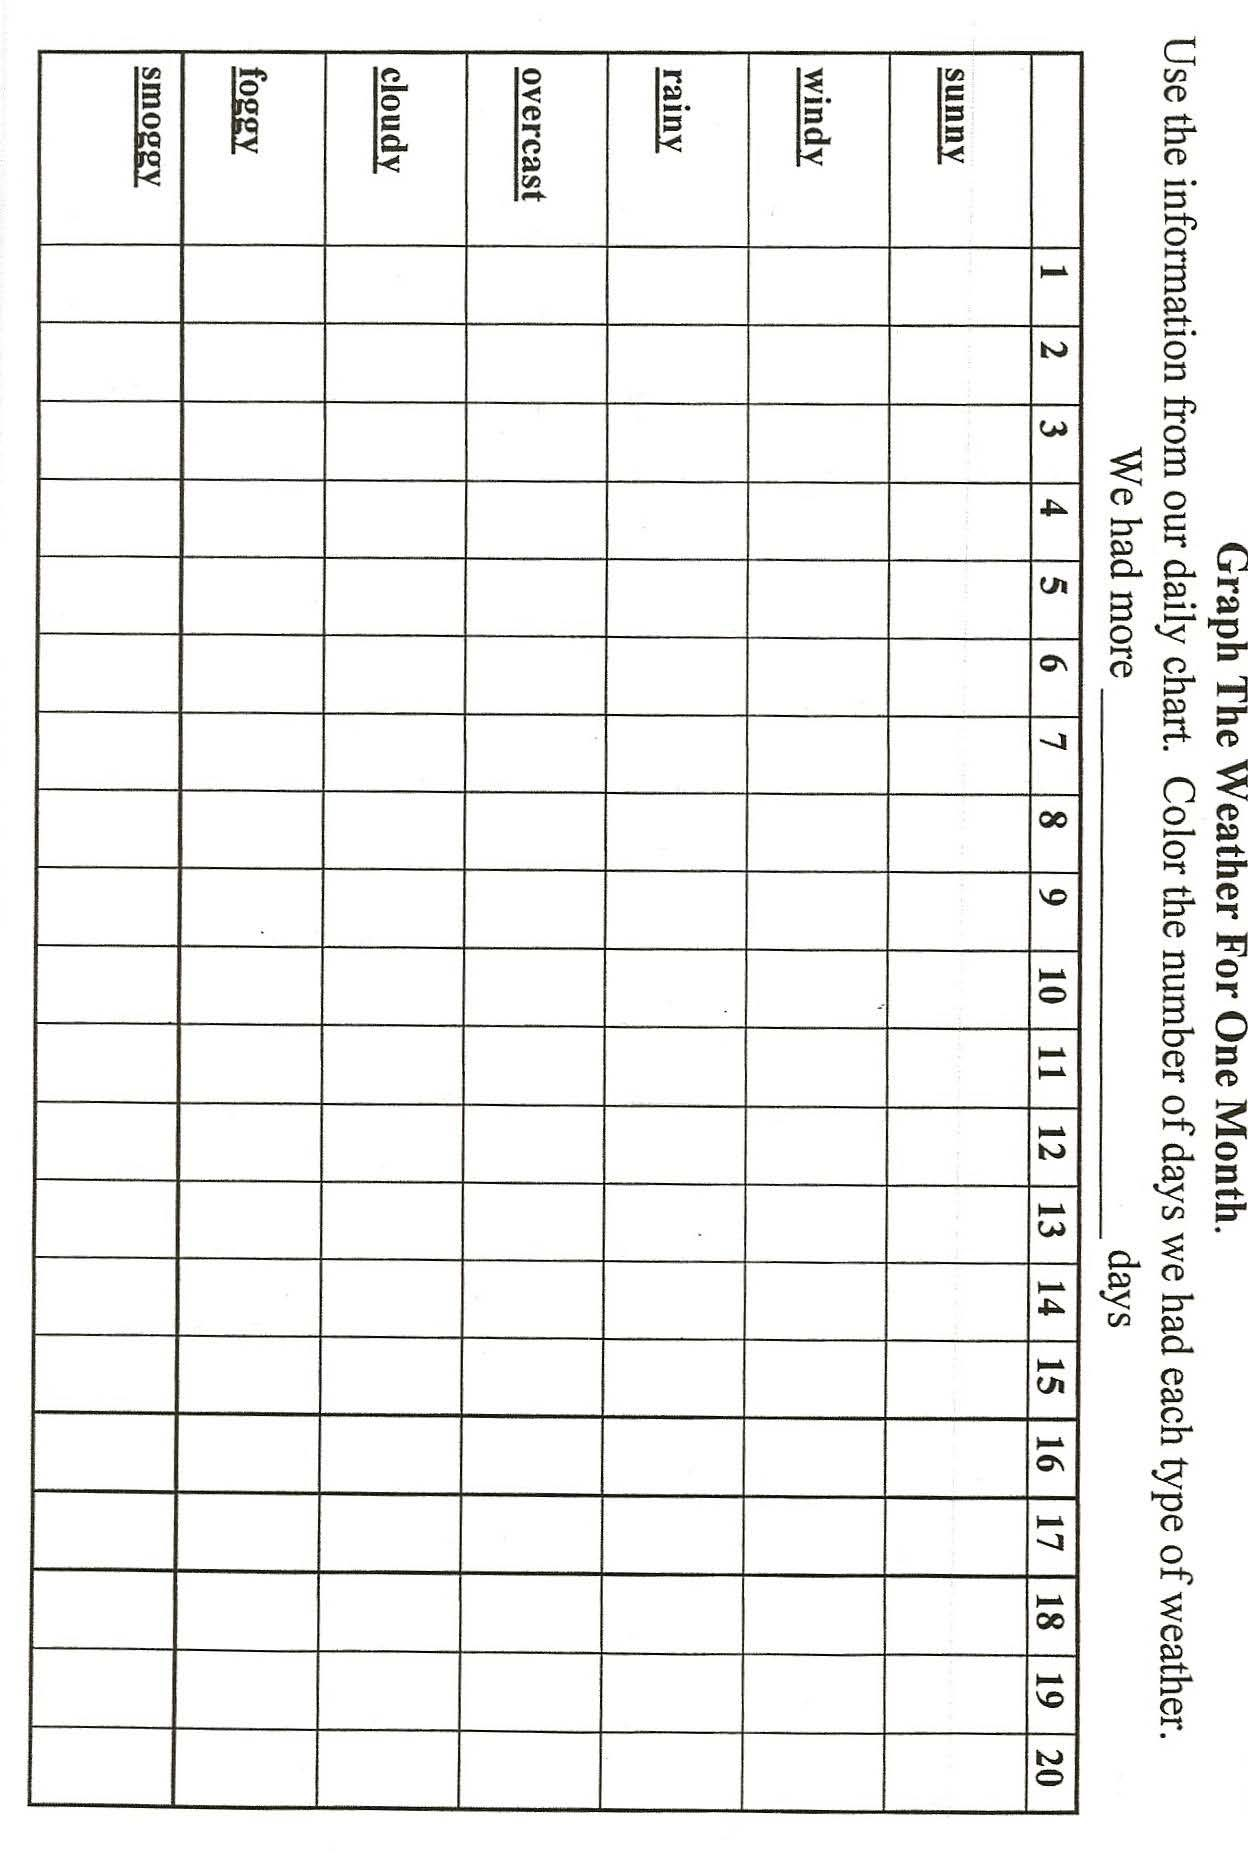 Graph The Weather For One Month.
Use the information from our daily chart. Color the number of days we had each type of weather.
We had more ____________________ days
1 2 3 4 5 6 7 8 9 10 11 12 13 14 15 16 17 18 19 20
sunny
windy
rainy
overcast
cloudy
foggy
smoggy